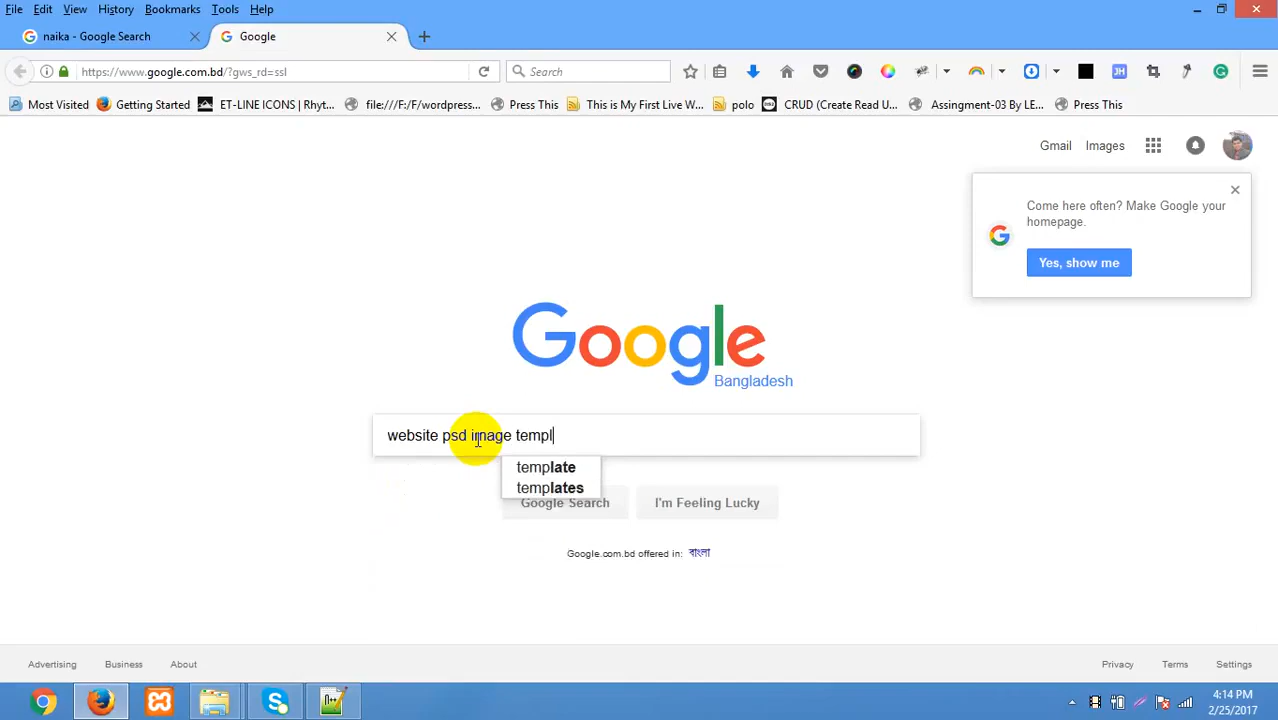 File Edit View History Bookmarks Tools Help
naika - Google Search
Google
https://www.google.com.bd/?gws_rd=ssl
Search
JH
Most Visited
Getting Started
ET-LINE ICONS | Rhyt...
file:///F:/F/wordpress...
Press This
This is My First Live W...
polo
CRUD (Create Read U...
Assingment-03 By LE...
Press This
Gmail Images
Come here often? Make Google your
homepage.
Yes, show me
Google
Bangladesh
website psd image templ
template
templates
Google Search
I'm Feeling Lucky
Google.com.bd offered in: বাংলা
Advertising Business About
Privacy Terms Settings
4:14 PM
2/25/2017